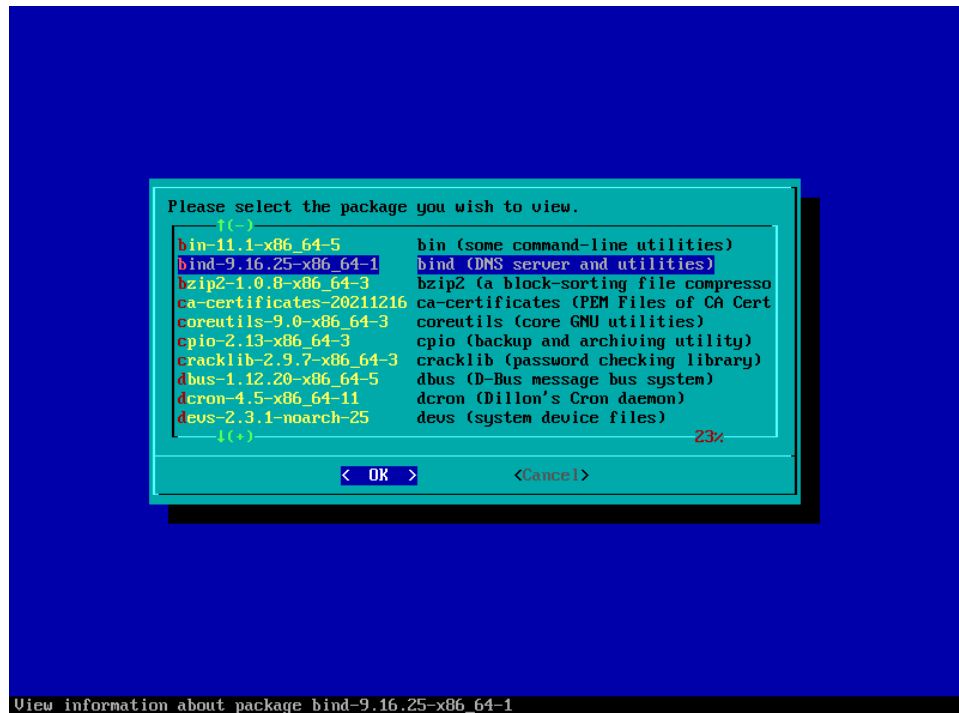 Please select the package you wish to view.
↑(-)
bin-11.1-x86_64-5 bin (some command-line utilities)
bind-9.16.25-x86_64-1 bind (DNS server and utilities)
bzip2-1.0.8-x86_64-3 bzip2 (a block-sorting file compresso
ca-certificates-20211216 ca-certificates (PEM Files of CA Cert
coreutils-9.0-x86_64-3 coreutils (core GNU utilities)
cpio-2.13-x86_64-3 cpio (backup and archiving utility)
cracklib-2.9.7-x86_64-3 cracklib (password checking library)
dbus-1.12.20-x86_64-5 dbus (D-Bus message bus system)
dcron-4.5-x86_64-11 dcron (Dillon's Cron daemon)
devs-2.3.1-noarch-25 devs (system device files)
↓(+) 23%
< OK > <Cancel>
View information about package bind-9.16.25-x86_64-1